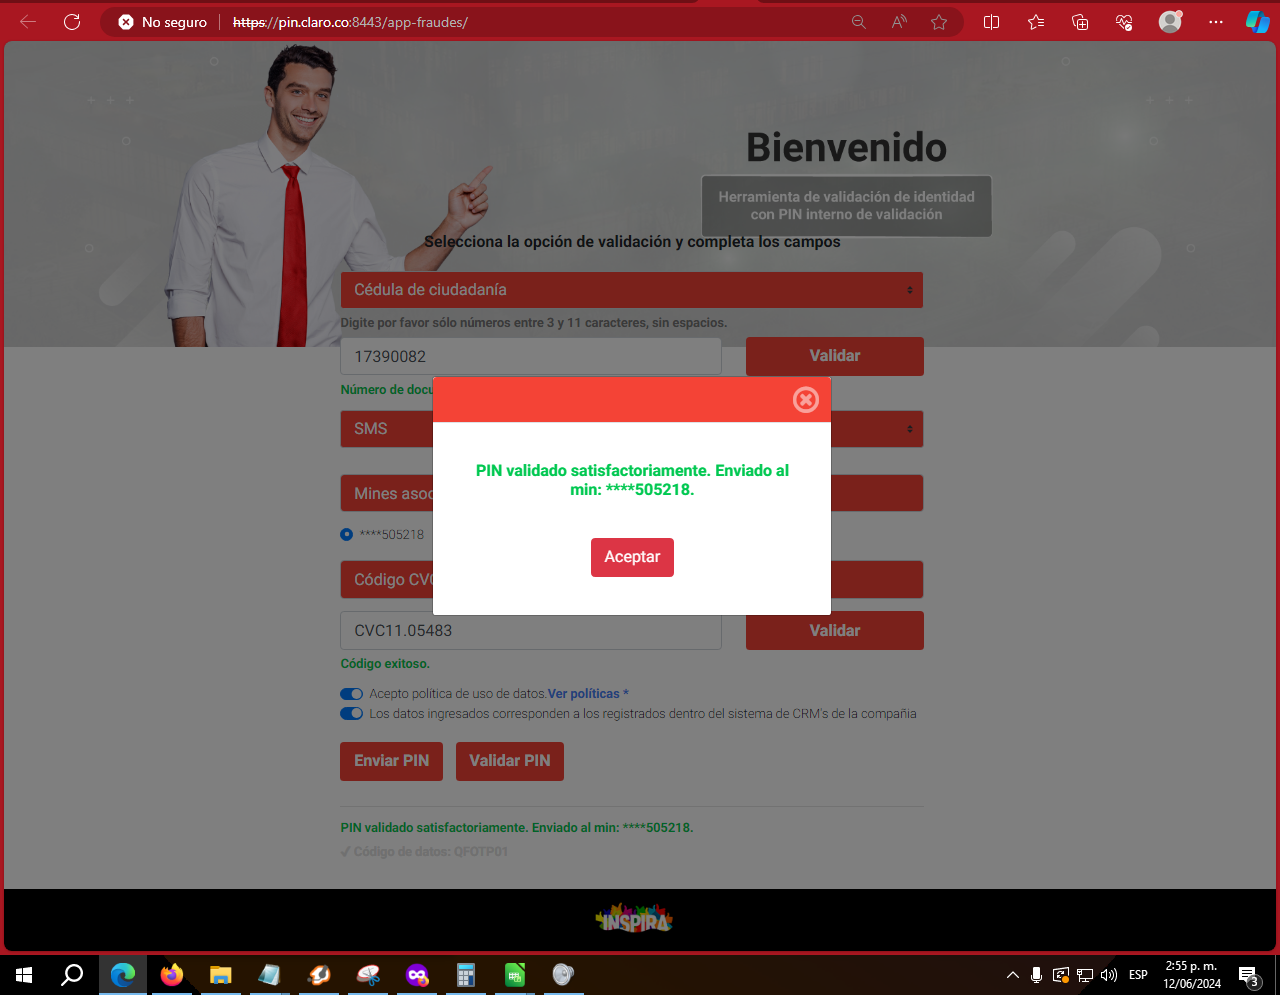 No seguro
https://pin.claro.co:8443/app-fraudes/
Bienvenido
Herramienta de validación de identidad
con PIN interno de validación
Selecciona la opción de validación y completa los campos
Cédula de ciudadanía
Digite por favor sólo números entre 3 y 11 caracteres, sin espacios.
17390082
Validar
Número de docu
SMS
PIN validado satisfactoriamente. Enviado al
min: ****505218.
Mines asoc
****505218
Aceptar
Código CVC
CVC11.05483
Validar
Código exitoso.
Acepto política de uso de datos.Ver políticas *
Los datos ingresados corresponden a los registrados dentro del sistema de CRM's de la compañia
Enviar PIN
Validar PIN
PIN validado satisfactoriamente. Enviado al min: ****505218.
✔ Código de datos: QFOTP01
INSPIRA
ESP
2:55 p. m.
12/06/2024
3